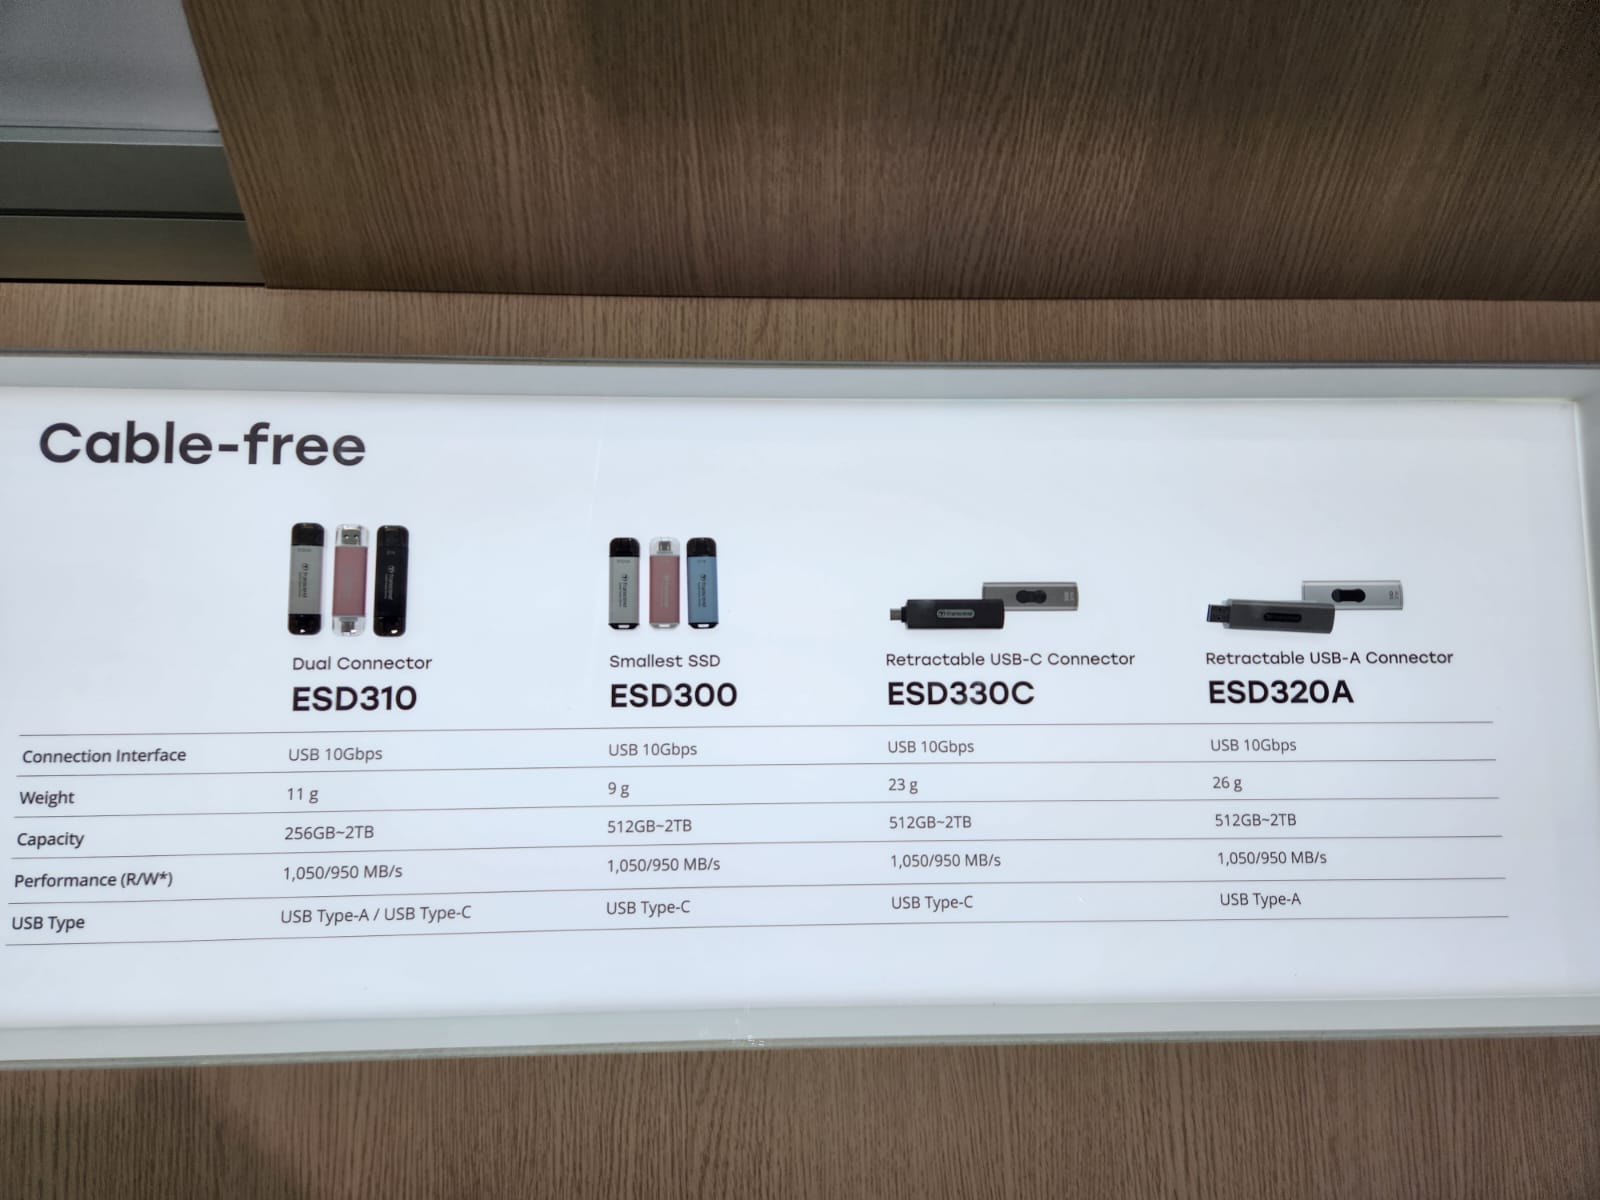 Cable-free
Dual Connector
ESD310
Smallest SSD
ESD300
Retractable USB-C Connector
ESD330C
Retractable USB-A Connector
ESD320A
Connection Interface USB 10Gbps USB 10Gbps USB 10Gbps USB 10Gbps
Weight 11 g 9 g 23 g 26 g
Capacity 256GB~2TB 512GB~2TB 512GB~2TB 512GB~2TB
Performance (R/W*) 1,050/950 MB/s 1,050/950 MB/s 1,050/950 MB/s 1,050/950 MB/s
USB Type USB Type-A / USB Type-C USB Type-C USB Type-C USB Type-A